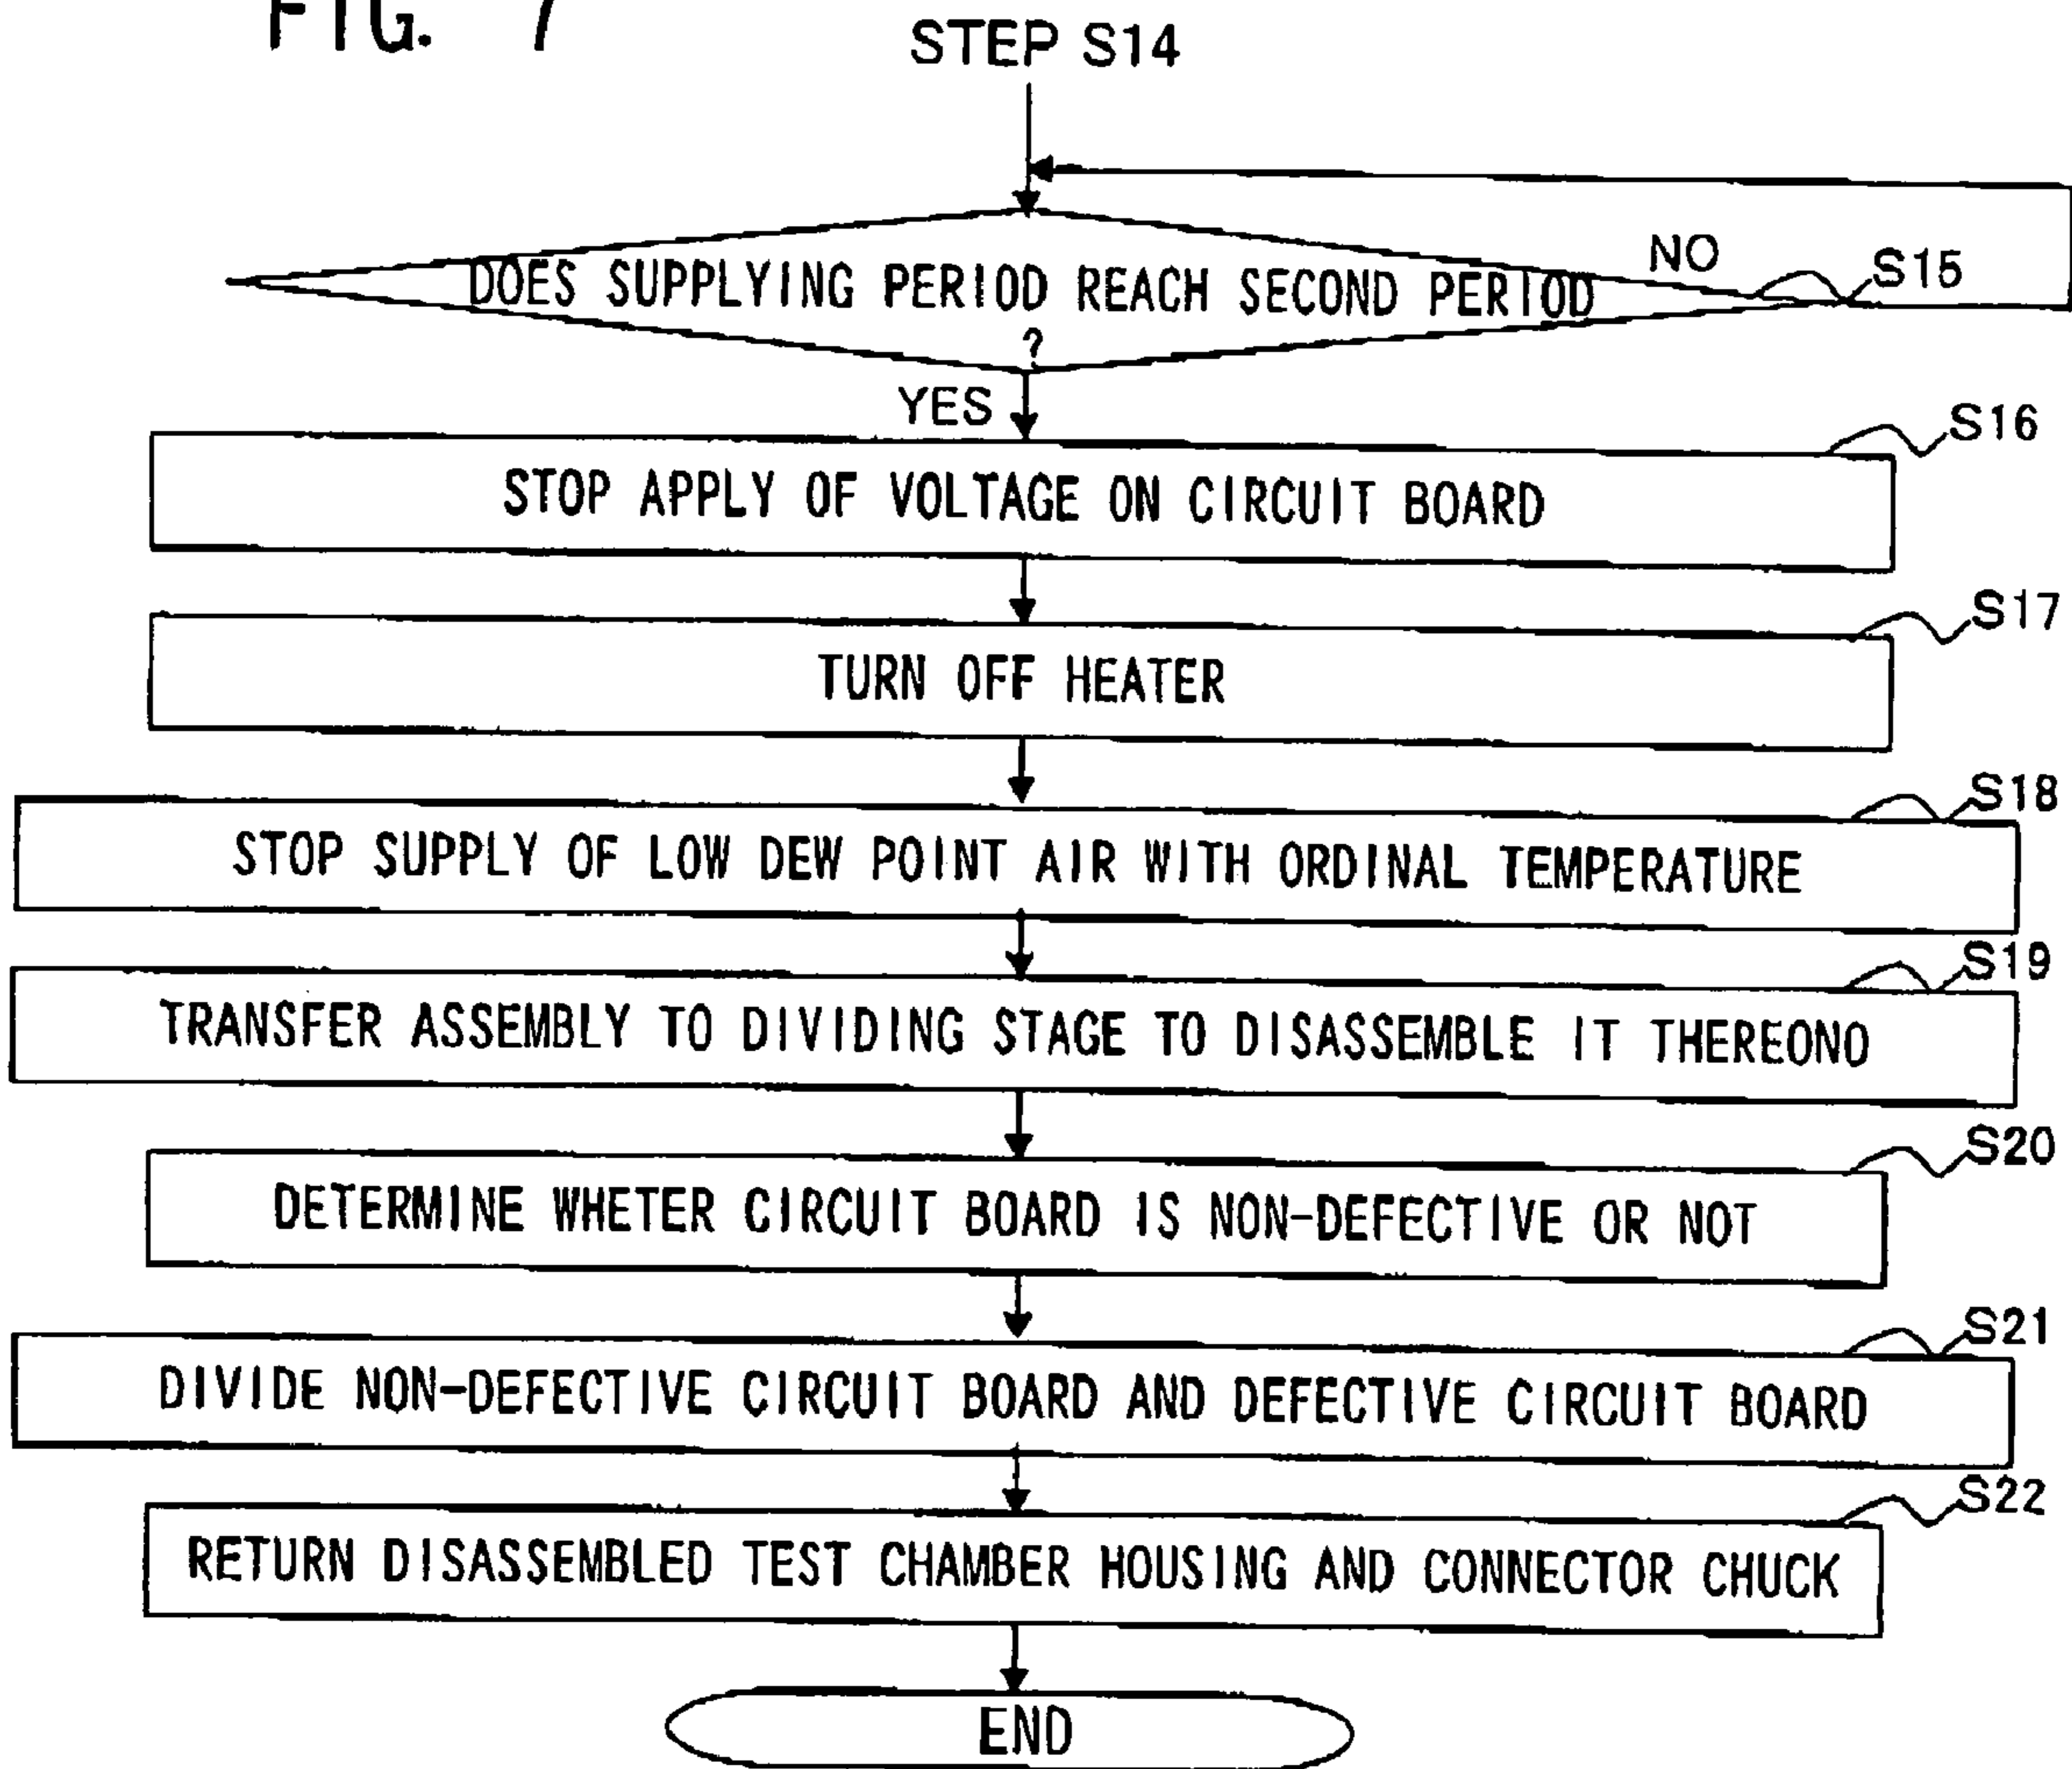 FIG. 7
STEP S14
DOES SUPPLYING PERIOD REACH SECOND PERIOD
?
NO
S15
YES
S16
STOP APPLY OF VOLTAGE ON CIRCUIT BOARD
S17
TURN OFF HEATER
S18
STOP SUPPLY OF LOW DEW POINT AIR WITH ORDINAL TEMPERATURE
S19
TRANSFER ASSEMBLY TO DIVIDING STAGE TO DISASSEMBLE IT THEREONO
S20
DETERMINE WHETER CIRCUIT BOARD IS NON-DEFECTIVE OR NOT
S21
DIVIDE NON-DEFECTIVE CIRCUIT BOARD AND DEFECTIVE CIRCUIT BOARD
S22
RETURN DISASSEMBLED TEST CHAMBER HOUSING AND CONNECTOR CHUCK
END